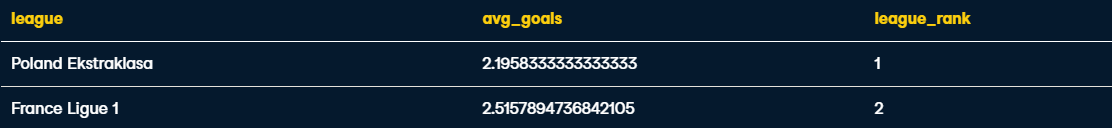 league avg_goals league_rank
Poland Ekstraklasa 2.1958333333333333 1
France Ligue 1 2.5157894736842105 2